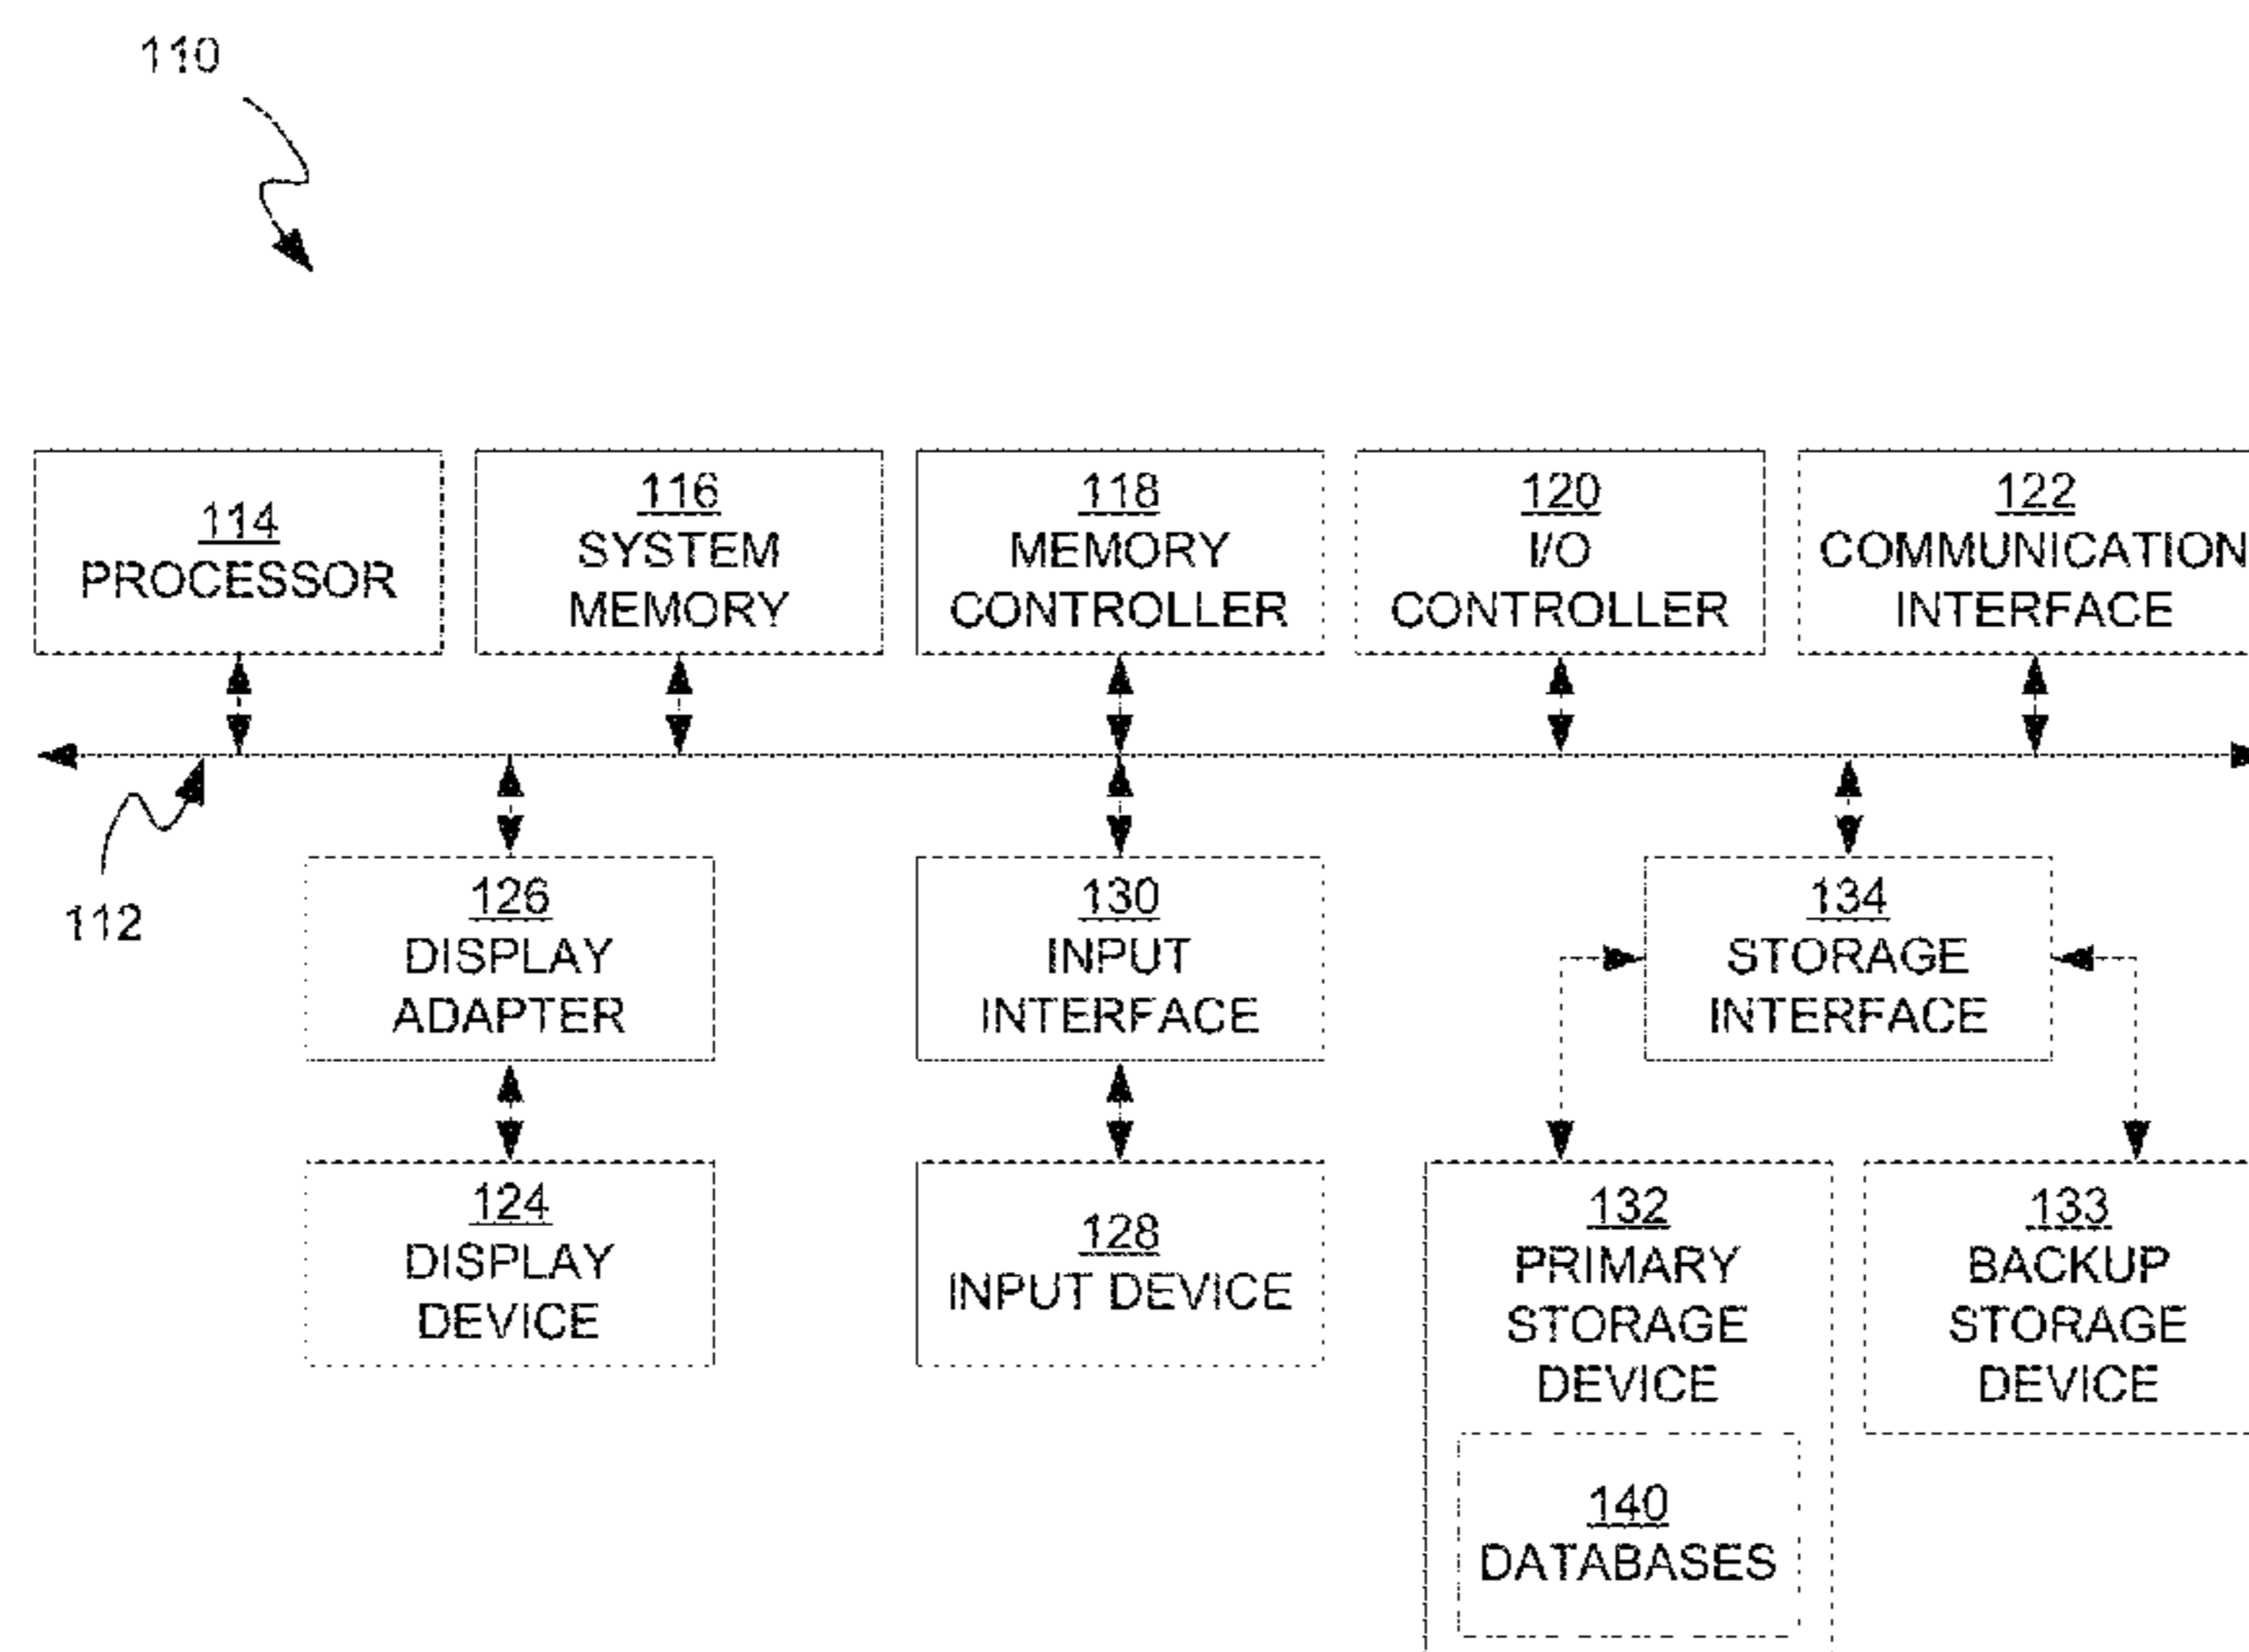 110
114
PROCESSOR
116
SYSTEM
MEMORY
118
MEMORY
CONTROLLER
120
I/O
CONTROLLER
122
COMMUNICATION
INTERFACE
112
126
DISPLAY
ADAPTER
130
INPUT
INTERFACE
134
STORAGE
INTERFACE
124
DISPLAY
DEVICE
128
INPUT DEVICE
132
PRIMARY
STORAGE
DEVICE
133
BACKUP
STORAGE
DEVICE
140
DATABASES